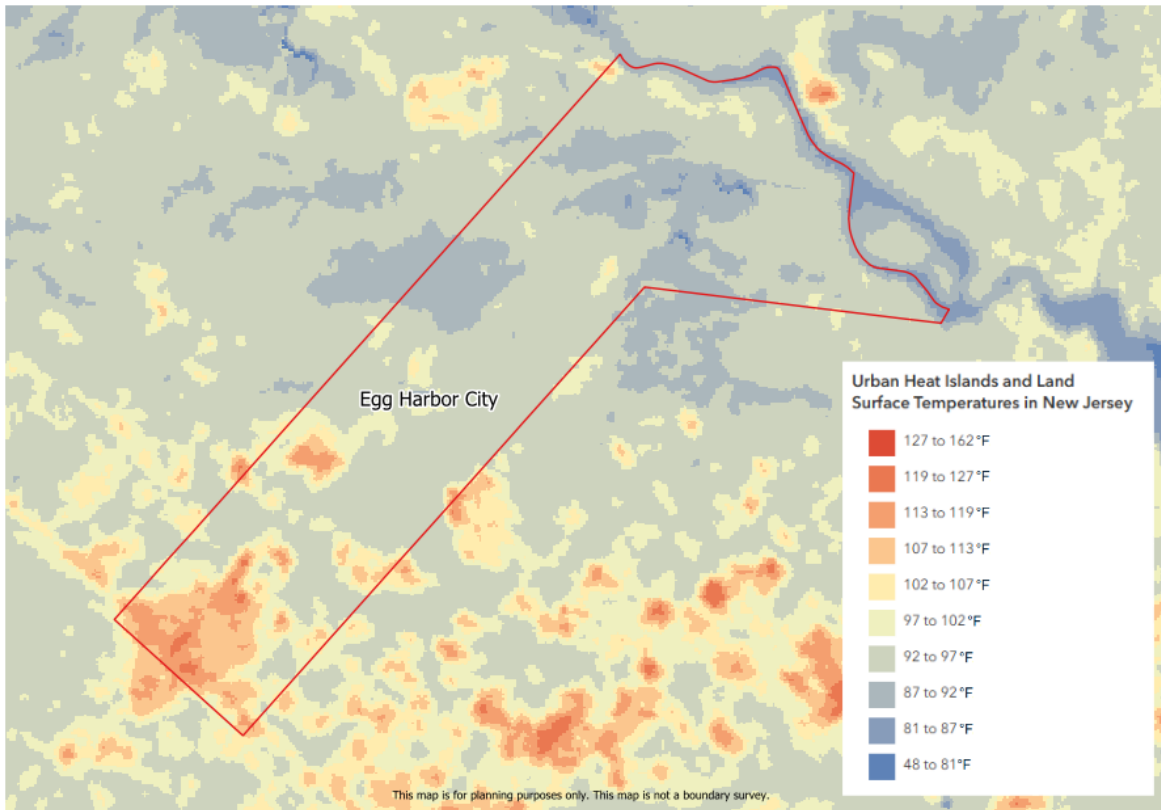 Egg Harbor City
Urban Heat Islands and Land
Surface Temperatures in New Jersey
127 to 162 °F
119 to 127 °F
113 to 119 °F
107 to 113 °F
102 to 107 °F
97 to 102 °F
92 to 97 °F
87 to 92 °F
81 to 87 °F
48 to 81 °F
This map is for planning purposes only. This map is not a boundary survey.